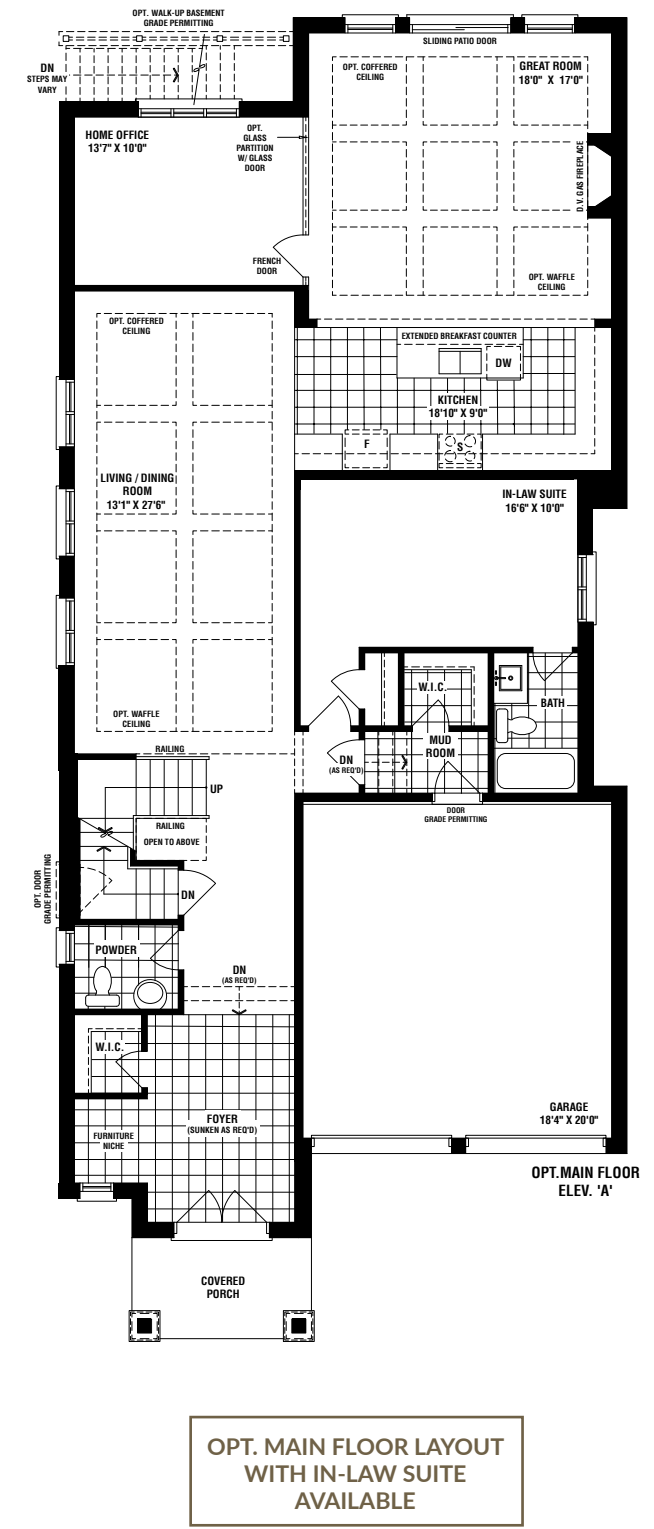 OPT. WALK-UP BASEMENT
GRADE PERMITTING
DN
STEPS MAY
VARY
SLIDING PATIO DOOR
OPT. COFFERED
CEILING
GREAT ROOM
18'0" X 17'0"
HOME OFFICE
13'7" X 10'0"
OPT.
GLASS
PARTITION
W/ GLASS
DOOR
D.V. GAS FIREPLACE
FRENCH
DOOR
OPT. WAFFLE
CEILING
OPT. COFFERED
CEILING
EXTENDED BREAKFAST COUNTER
DW
KITCHEN
18'10" X 9'0"
F
S
LIVING / DINING
ROOM
13'1" X 27'6"
IN-LAW SUITE
16'6" X 10'0"
W.I.C.
BATH
OPT. WAFFLE
CEILING
MUD
ROOM
RAILING
DN
(AS REQ'D)
UP
DOOR
GRADE PERMITTING
RAILING
OPEN TO ABOVE
OPT. DOOR
GRADE PERMITTING
DN
POWDER
DN
(AS REQ'D)
W.I.C.
FOYER
(SUNKEN AS REQ'D)
FURNITURE
NICHE
GARAGE
18'4" X 20'0"
OPT.MAIN FLOOR
ELEV. 'A'
COVERED
PORCH
OPT. MAIN FLOOR LAYOUT
WITH IN-LAW SUITE
AVAILABLE